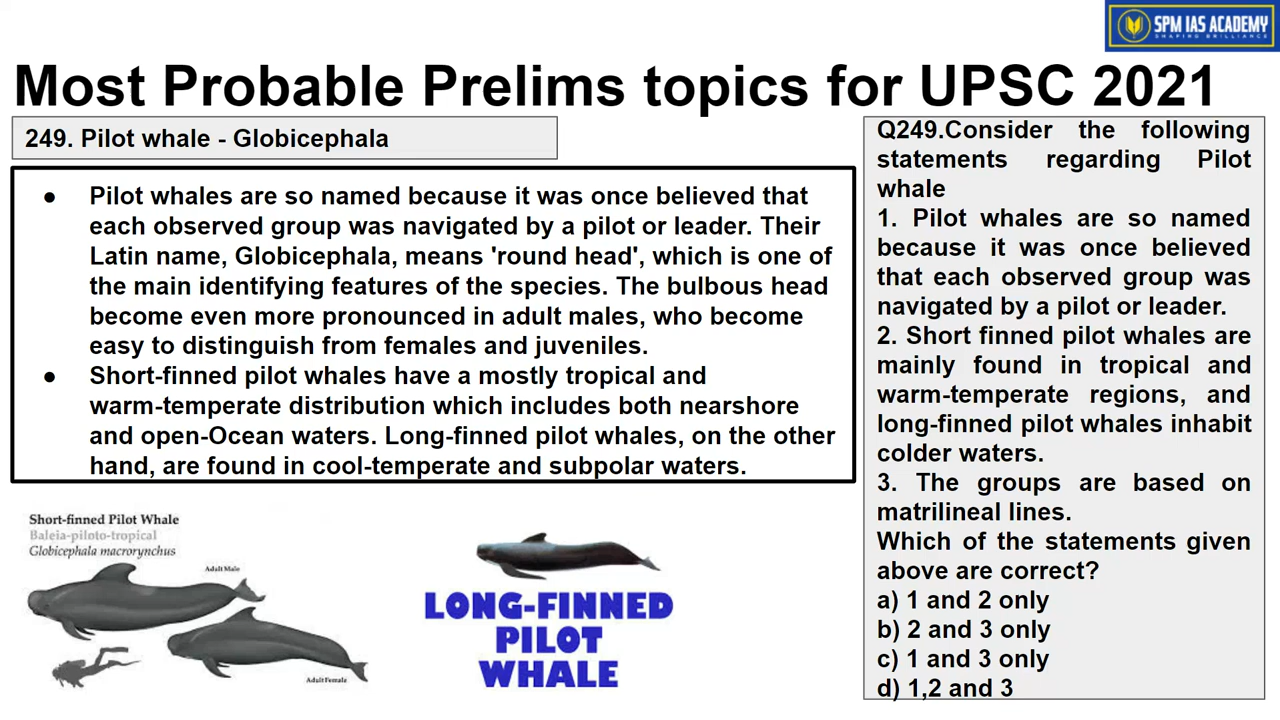 SPM IAS ACADEMY
SHAPING BRILLIANCE
Most Probable Prelims topics for UPSC 2021
249. Pilot whale - Globicephala
● Pilot whales are so named because it was once believed that
each observed group was navigated by a pilot or leader. Their
Latin name, Globicephala, means 'round head', which is one of
the main identifying features of the species. The bulbous head
become even more pronounced in adult males, who become
easy to distinguish from females and juveniles.
● Short-finned pilot whales have a mostly tropical and
warm-temperate distribution which includes both nearshore
and open-Ocean waters. Long-finned pilot whales, on the other
hand, are found in cool-temperate and subpolar waters.
Short-finned Pilot Whale
Baleia-piloto-tropical
Globicephala macrorynchus
Adult Male
Adult Female
LONG-FINNED
PILOT
WHALE
Q249.Consider the following
statements regarding Pilot
whale
1. Pilot whales are so named
because it was once believed
that each observed group was
navigated by a pilot or leader.
2. Short finned pilot whales are
mainly found in tropical and
warm-temperate regions, and
long-finned pilot whales inhabit
colder waters.
3. The groups are based on
matrilineal lines.
Which of the statements given
above are correct?
a) 1 and 2 only
b) 2 and 3 only
c) 1 and 3 only
d) 1,2 and 3